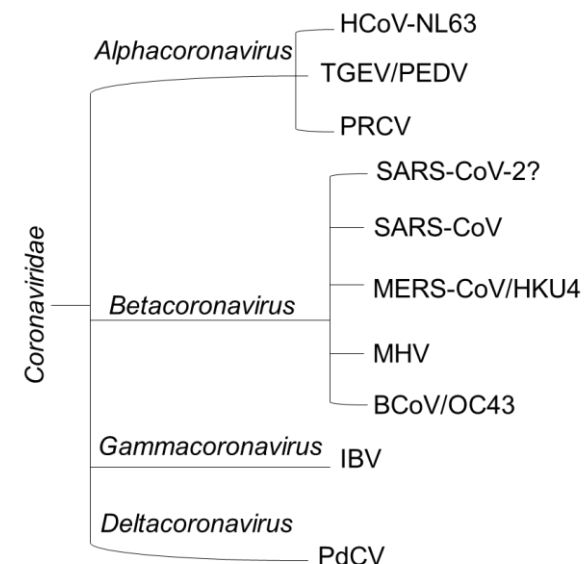 HCoV-NL63
Alphacoronavirus
TGEV/PEDV
PRCV
SARS-CoV-2?
SARS-CoV
Coronaviridae
MERS-CoV/HKU4
Betacoronavirus
MHV
BCoV/OC43
Gammacoronavirus
IBV
Deltacoronavirus
PdCV